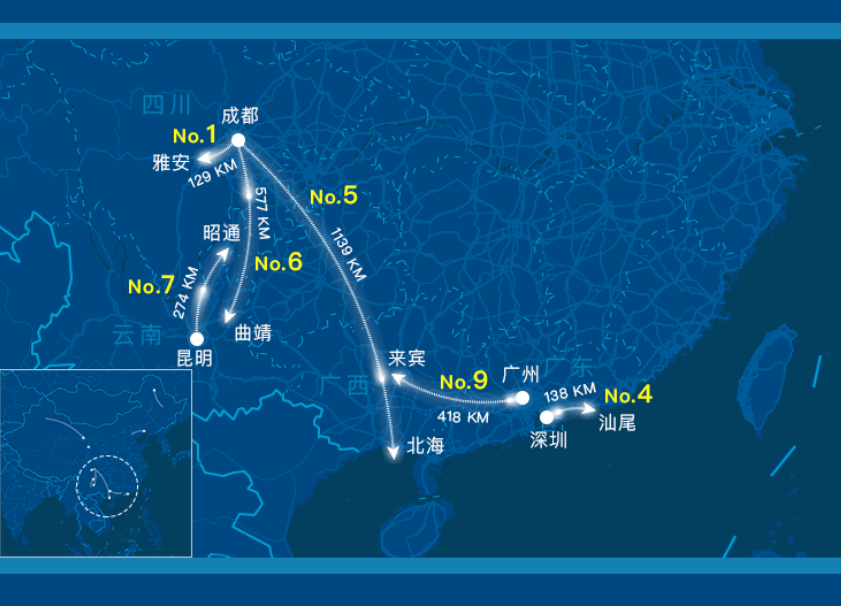 四川
成都
No.1
雅安
129 KM
577 KM
No.5
昭通
1139 KM
No.6
No.7
274 KM
云南
曲靖
昆明
来宾
广西
No.9
广州
广东
138 KM
No.4
418 KM
汕尾
深圳
北海